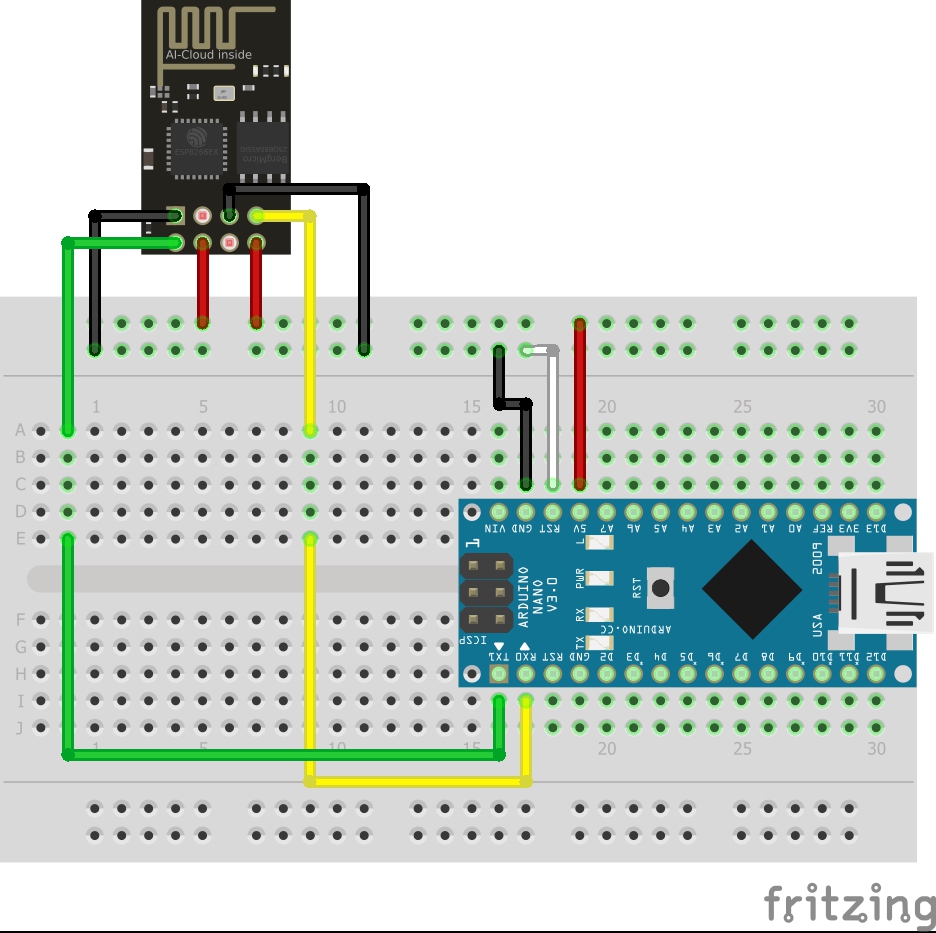 AI-Cloud inside
ESP8266EX
BergMicro
25Q80ASSIG
1 5 10 15 20 25 30
A
B
C
D
VIN GND RST 5V A7 A6 A5 A4 A3 A2 A1 A0 REF 3V3 D13
E
L
PWR
RST
ARDUINO
NANO
V3.0
RX
TX
ARDUINO.CC
USA
ICSP
F
G
TX1 RX0 RST GND D2 D3 D4 D5 D6 D7 D8 D9 D10 D11 D12
H
I
J
1 5 10 15 20 25 30
fritzing